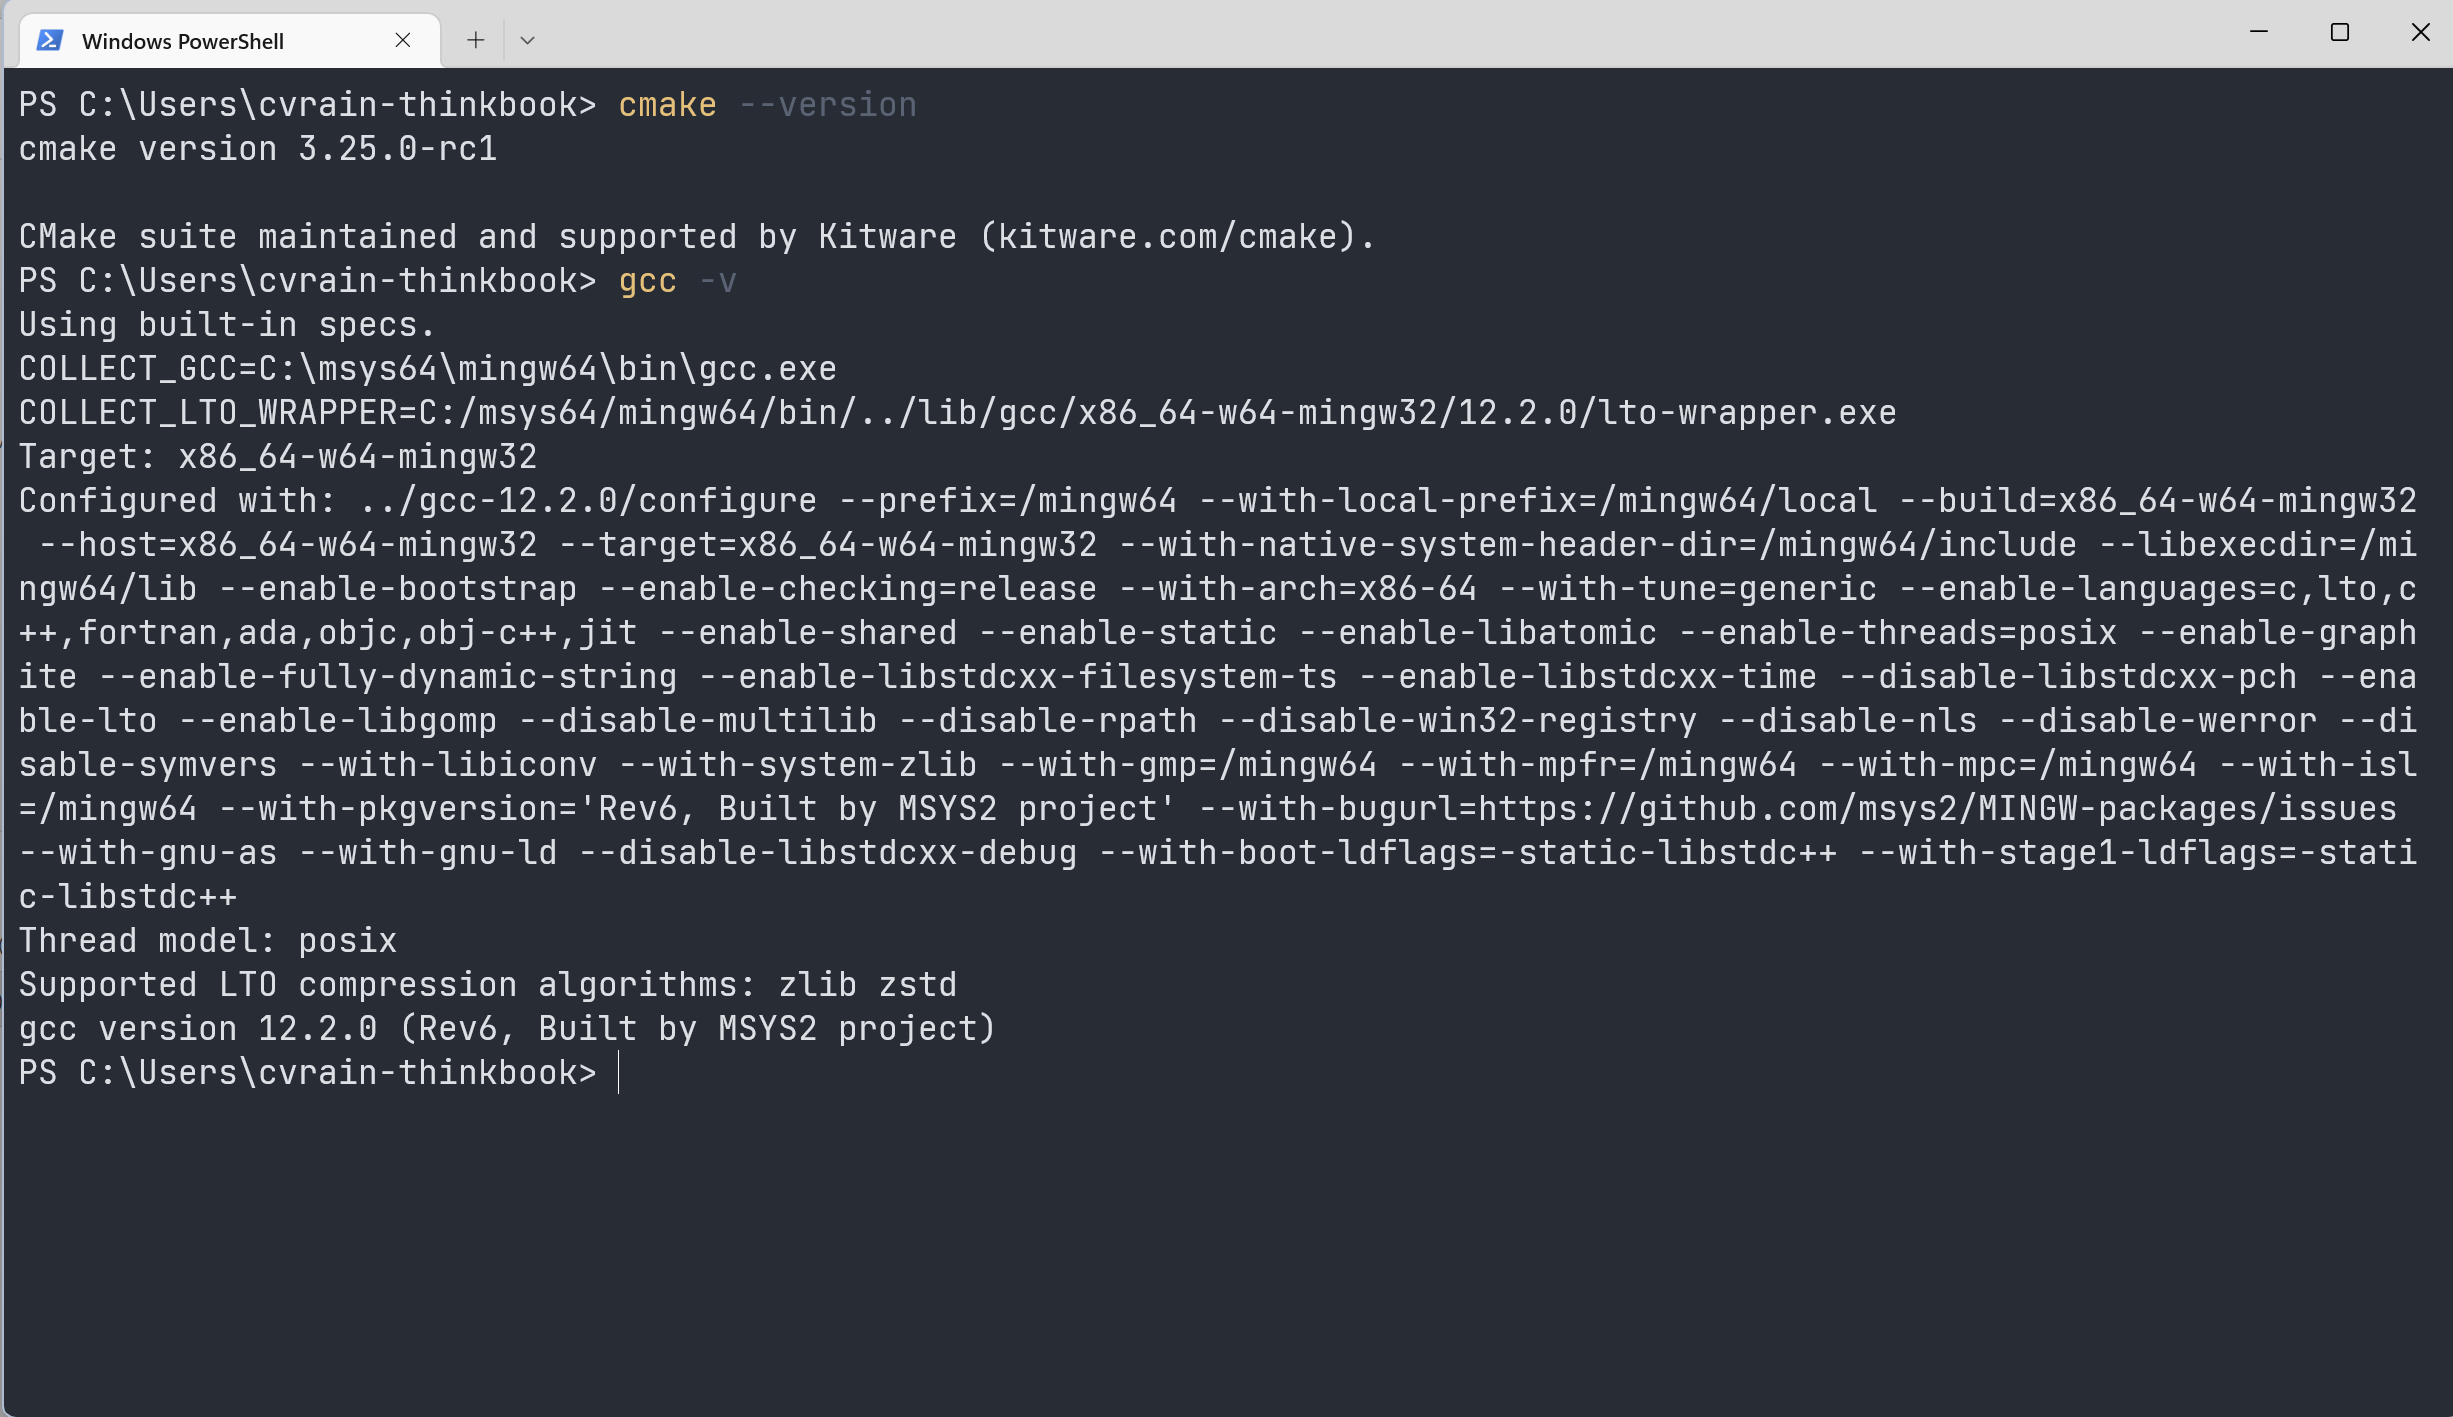 Windows PowerShell
PS C:\Users\cvrain-thinkbook> cmake --version
cmake version 3.25.0-rc1
CMake suite maintained and supported by Kitware (kitware.com/cmake).
PS C:\Users\cvrain-thinkbook> gcc -v
Using built-in specs.
COLLECT_GCC=C:\msys64\mingw64\bin\gcc.exe
COLLECT_LTO_WRAPPER=C:/msys64/mingw64/bin/../lib/gcc/x86_64-w64-mingw32/12.2.0/lto-wrapper.exe
Target: x86_64-w64-mingw32
Configured with: ../gcc-12.2.0/configure --prefix=/mingw64 --with-local-prefix=/mingw64/local --build=x86_64-w64-mingw32
 --host=x86_64-w64-mingw32 --target=x86_64-w64-mingw32 --with-native-system-header-dir=/mingw64/include --libexecdir=/mi
ngw64/lib --enable-bootstrap --enable-checking=release --with-arch=x86-64 --with-tune=generic --enable-languages=c,lto,c
++,fortran,ada,objc,obj-c++,jit --enable-shared --enable-static --enable-libatomic --enable-threads=posix --enable-graph
ite --enable-fully-dynamic-string --enable-libstdcxx-filesystem-ts --enable-libstdcxx-time --disable-libstdcxx-pch --ena
ble-lto --enable-libgomp --disable-multilib --disable-rpath --disable-win32-registry --disable-nls --disable-werror --di
sable-symvers --with-libiconv --with-system-zlib --with-gmp=/mingw64 --with-mpfr=/mingw64 --with-mpc=/mingw64 --with-isl
=/mingw64 --with-pkgversion='Rev6, Built by MSYS2 project' --with-bugurl=https://github.com/msys2/MINGW-packages/issues
--with-gnu-as --with-gnu-ld --disable-libstdcxx-debug --with-boot-ldflags=-static-libstdc++ --with-stage1-ldflags=-stati
c-libstdc++
Thread model: posix
Supported LTO compression algorithms: zlib zstd
gcc version 12.2.0 (Rev6, Built by MSYS2 project)
PS C:\Users\cvrain-thinkbook>